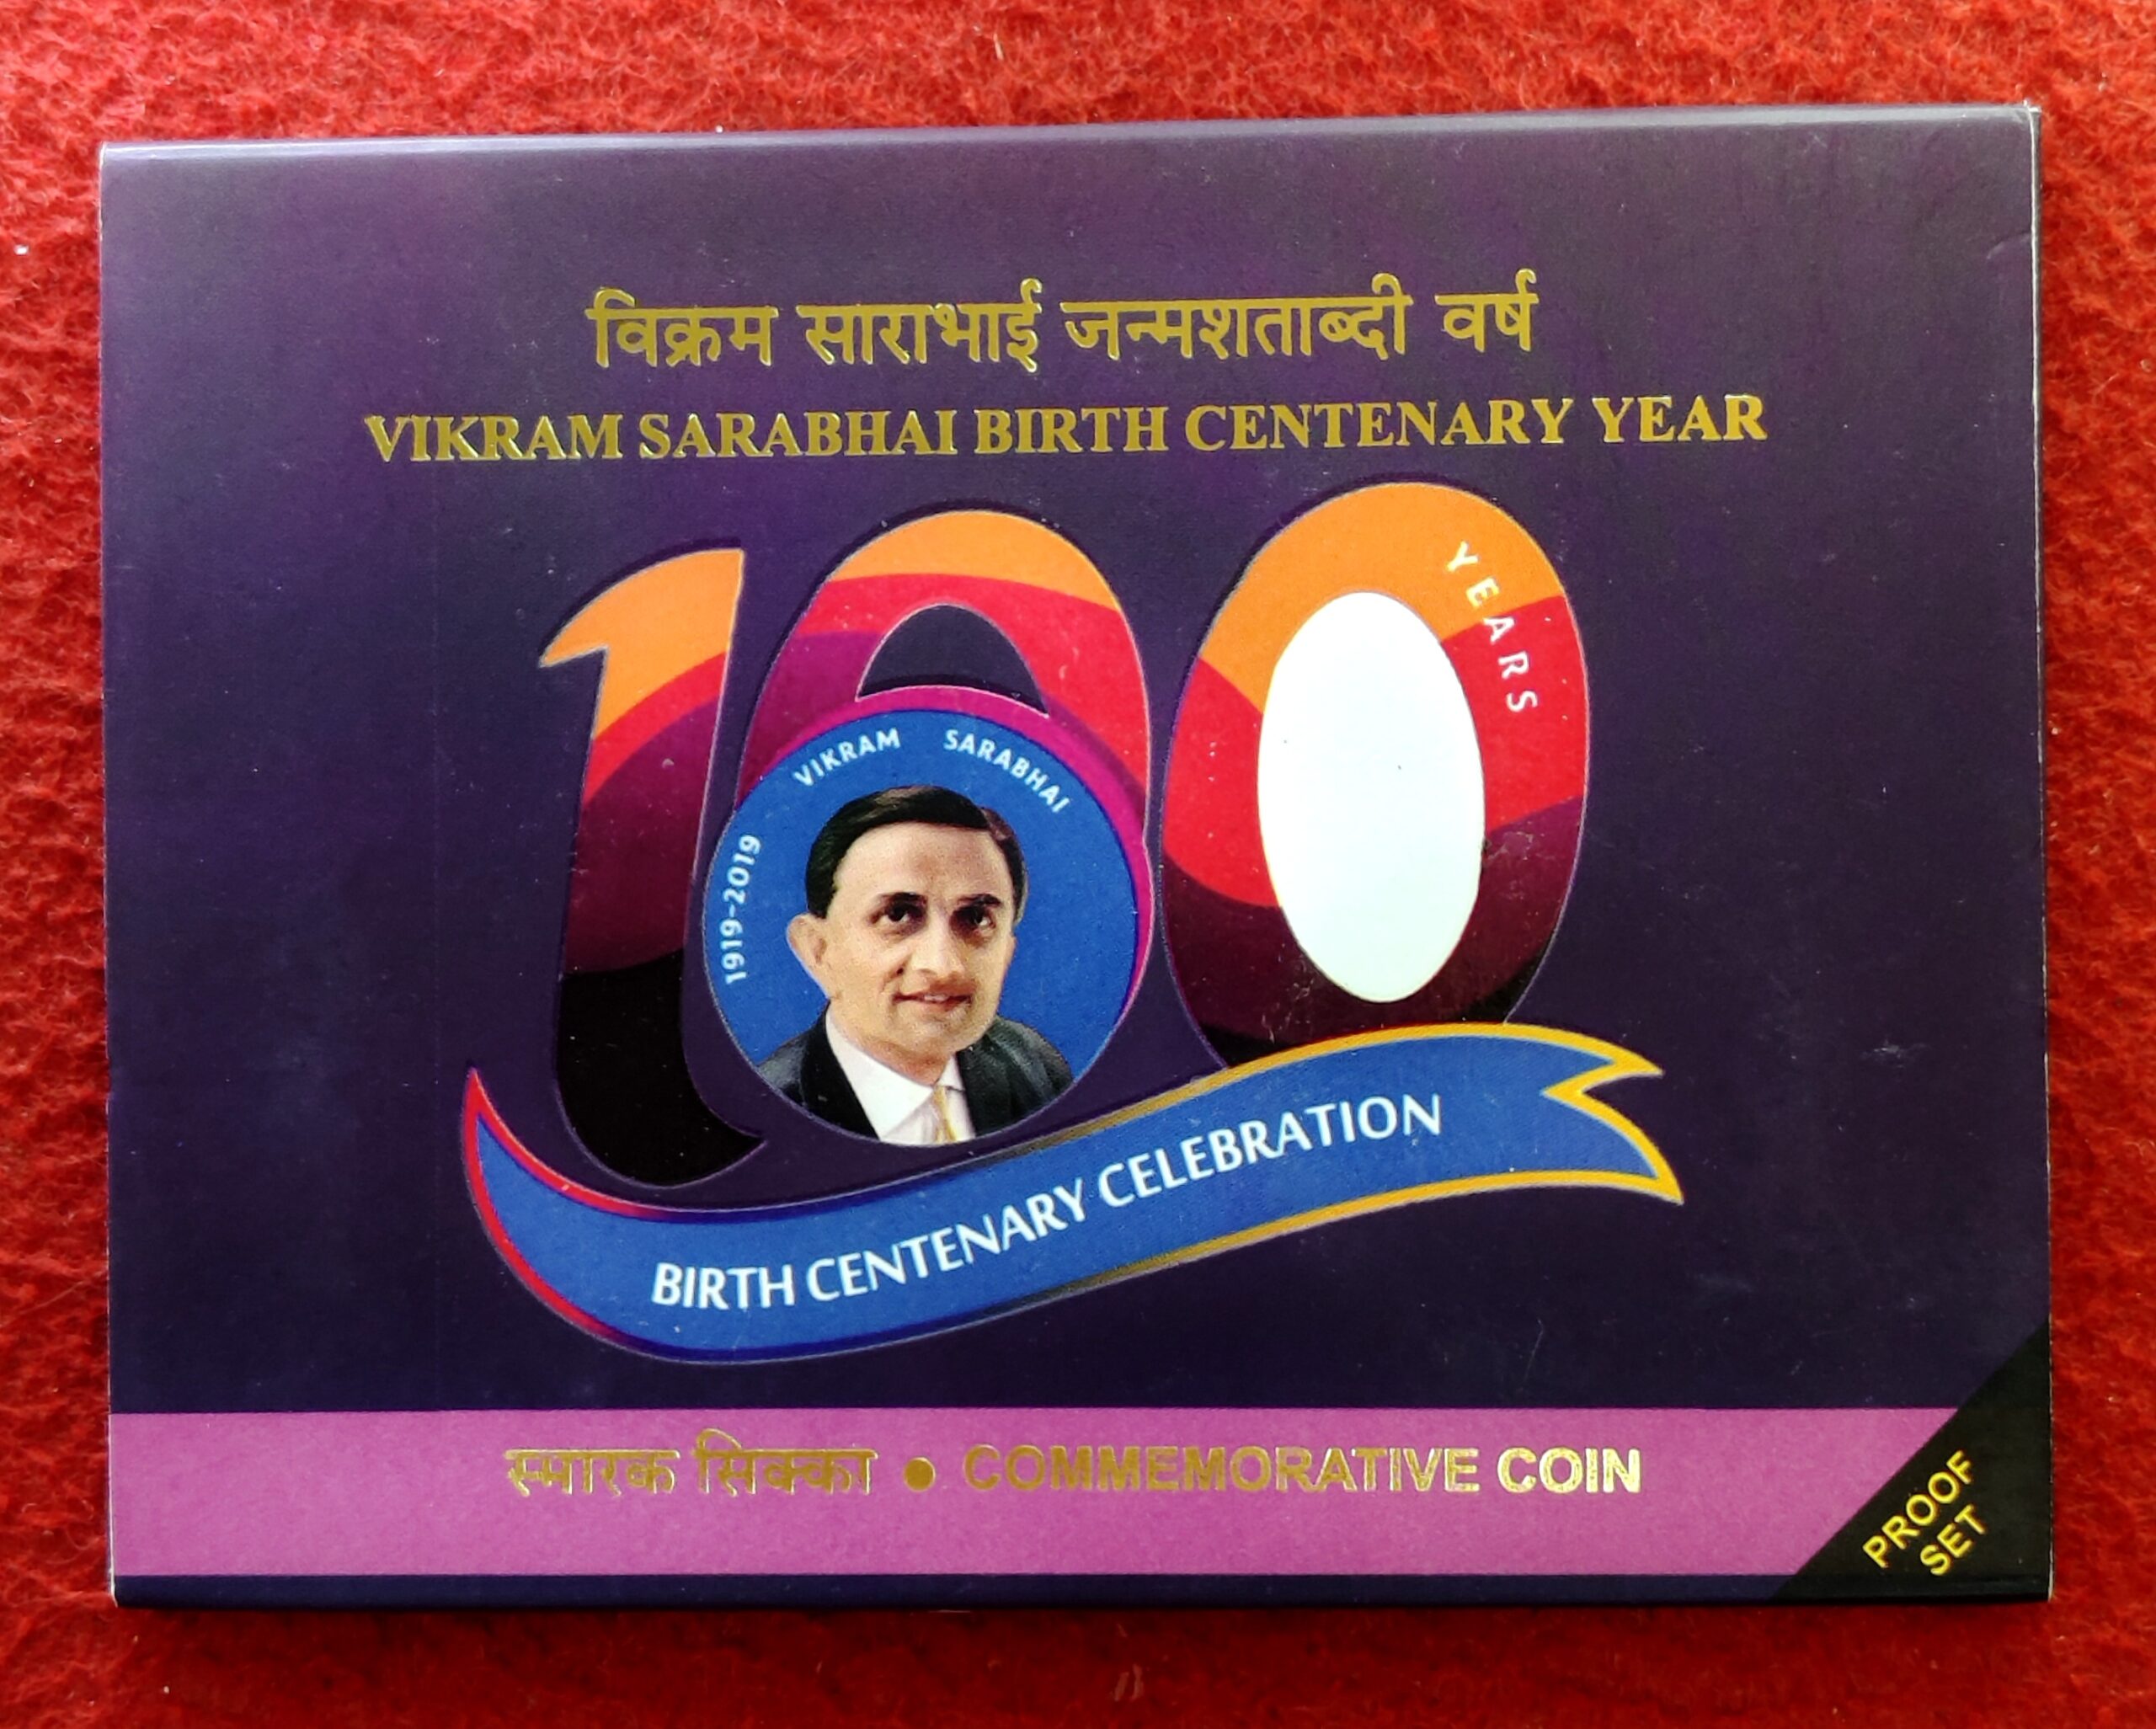 विक्रम साराभाई जन्मशताब्दी वर्ष
VIKRAM SARABHAI BIRTH CENTENARY YEAR
YEARS
VIKRAM SARABHAI
1919-2019
BIRTH CENTENARY CELEBRATION
स्मारक सिक्का • COMMEMORATIVE COIN
PROOF
SET